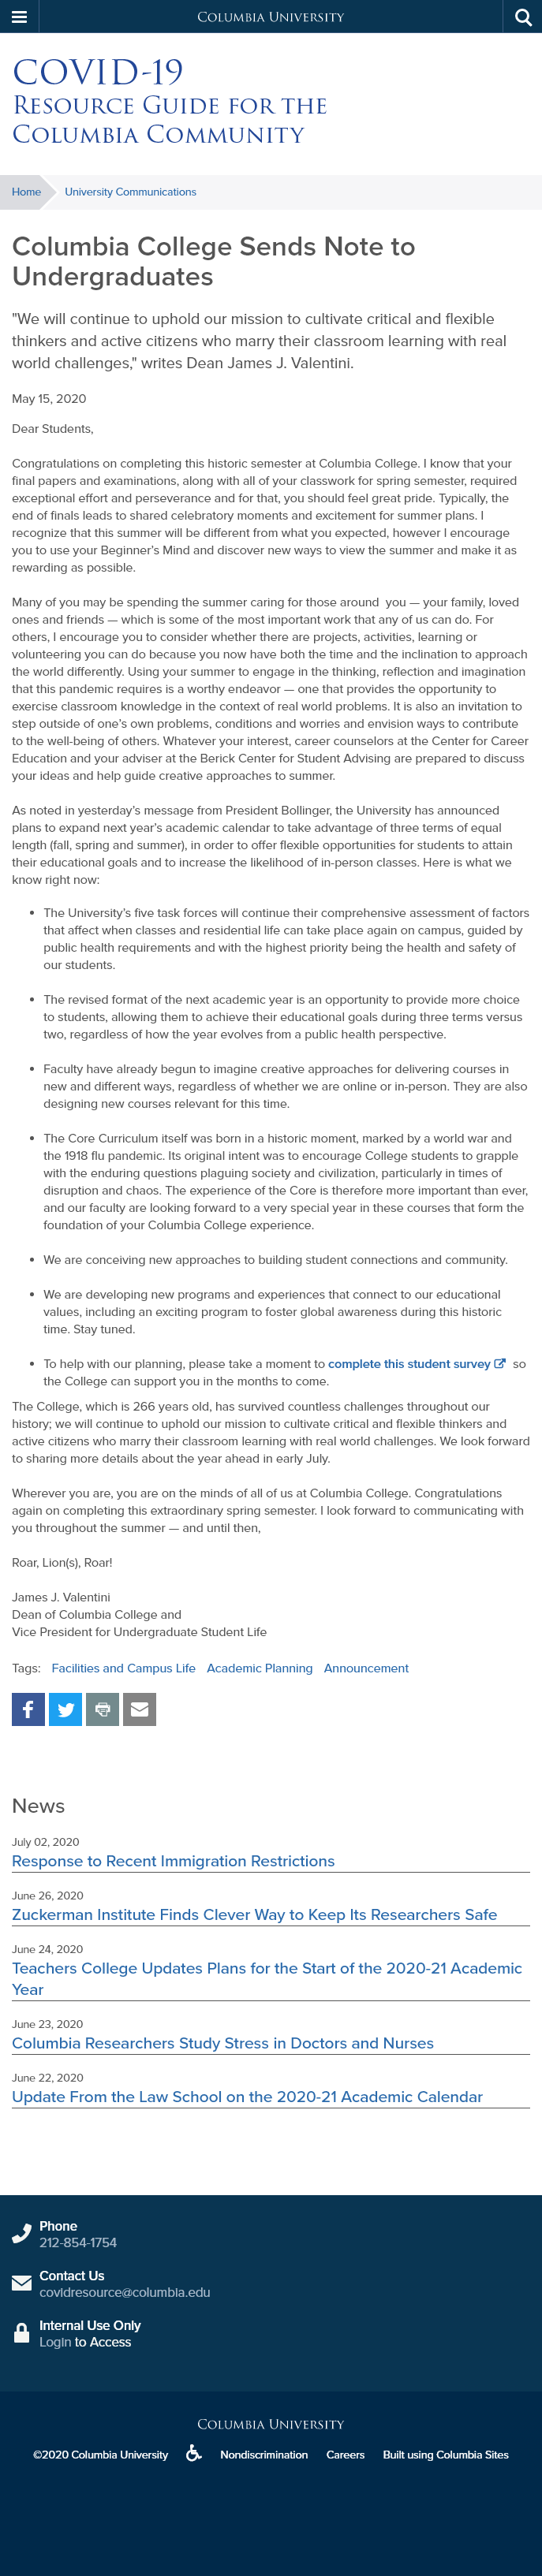 Columbia University
COVID-19
Resource Guide for the
Columbia Community
Home University Communications
Columbia College Sends Note to
Undergraduates
"We will continue to uphold our mission to cultivate critical and flexible
thinkers and active citizens who marry their classroom learning with real
world challenges," writes Dean James J. Valentini.
May 15, 2020
Dear Students,
Congratulations on completing this historic semester at Columbia College. I know that your
final papers and examinations, along with all of your classwork for spring semester, required
exceptional effort and perseverance and for that, you should feel great pride. Typically, the
end of finals leads to shared celebratory moments and excitement for summer plans. I
recognize that this summer will be different from what you expected, however I encourage
you to use your Beginner's Mind and discover new ways to view the summer and make it as
rewarding as possible.
Many of you may be spending the summer caring for those around  you — your family, loved
ones and friends — which is some of the most important work that any of us can do. For
others, I encourage you to consider whether there are projects, activities, learning or
volunteering you can do because you now have both the time and the inclination to approach
the world differently. Using your summer to engage in the thinking, reflection and imagination
that this pandemic requires is a worthy endeavor — one that provides the opportunity to
exercise classroom knowledge in the context of real world problems. It is also an invitation to
step outside of one's own problems, conditions and worries and envision ways to contribute
to the well-being of others. Whatever your interest, career counselors at the Center for Career
Education and your adviser at the Berick Center for Student Advising are prepared to discuss
your ideas and help guide creative approaches to summer.
As noted in yesterday's message from President Bollinger, the University has announced
plans to expand next year's academic calendar to take advantage of three terms of equal
length (fall, spring and summer), in order to offer flexible opportunities for students to attain
their educational goals and to increase the likelihood of in-person classes. Here is what we
know right now:
• The University's five task forces will continue their comprehensive assessment of factors
that affect when classes and residential life can take place again on campus, guided by
public health requirements and with the highest priority being the health and safety of
our students.
• The revised format of the next academic year is an opportunity to provide more choice
to students, allowing them to achieve their educational goals during three terms versus
two, regardless of how the year evolves from a public health perspective.
• Faculty have already begun to imagine creative approaches for delivering courses in
new and different ways, regardless of whether we are online or in-person. They are also
designing new courses relevant for this time.
• The Core Curriculum itself was born in a historic moment, marked by a world war and
the 1918 flu pandemic. Its original intent was to encourage College students to grapple
with the enduring questions plaguing society and civilization, particularly in times of
disruption and chaos. The experience of the Core is therefore more important than ever,
and our faculty are looking forward to a very special year in these courses that form the
foundation of your Columbia College experience.
• We are conceiving new approaches to building student connections and community.
• We are developing new programs and experiences that connect to our educational
values, including an exciting program to foster global awareness during this historic
time. Stay tuned.
• To help with our planning, please take a moment to complete this student survey so
the College can support you in the months to come.
The College, which is 266 years old, has survived countless challenges throughout our
history; we will continue to uphold our mission to cultivate critical and flexible thinkers and
active citizens who marry their classroom learning with real world challenges. We look forward
to sharing more details about the year ahead in early July.
Wherever you are, you are on the minds of all of us at Columbia College. Congratulations
again on completing this extraordinary spring semester. I look forward to communicating with
you throughout the summer — and until then,
Roar, Lion(s), Roar!
James J. Valentini
Dean of Columbia College and
Vice President for Undergraduate Student Life
Tags: Facilities and Campus Life Academic Planning Announcement
News
July 02, 2020
Response to Recent Immigration Restrictions
June 26, 2020
Zuckerman Institute Finds Clever Way to Keep Its Researchers Safe
June 24, 2020
Teachers College Updates Plans for the Start of the 2020-21 Academic
Year
June 23, 2020
Columbia Researchers Study Stress in Doctors and Nurses
June 22, 2020
Update From the Law School on the 2020-21 Academic Calendar
Phone
212-854-1754
Contact Us
covidresource@columbia.edu
Internal Use Only
Login to Access
Columbia University
©2020 Columbia University Nondiscrimination Careers Built using Columbia Sites